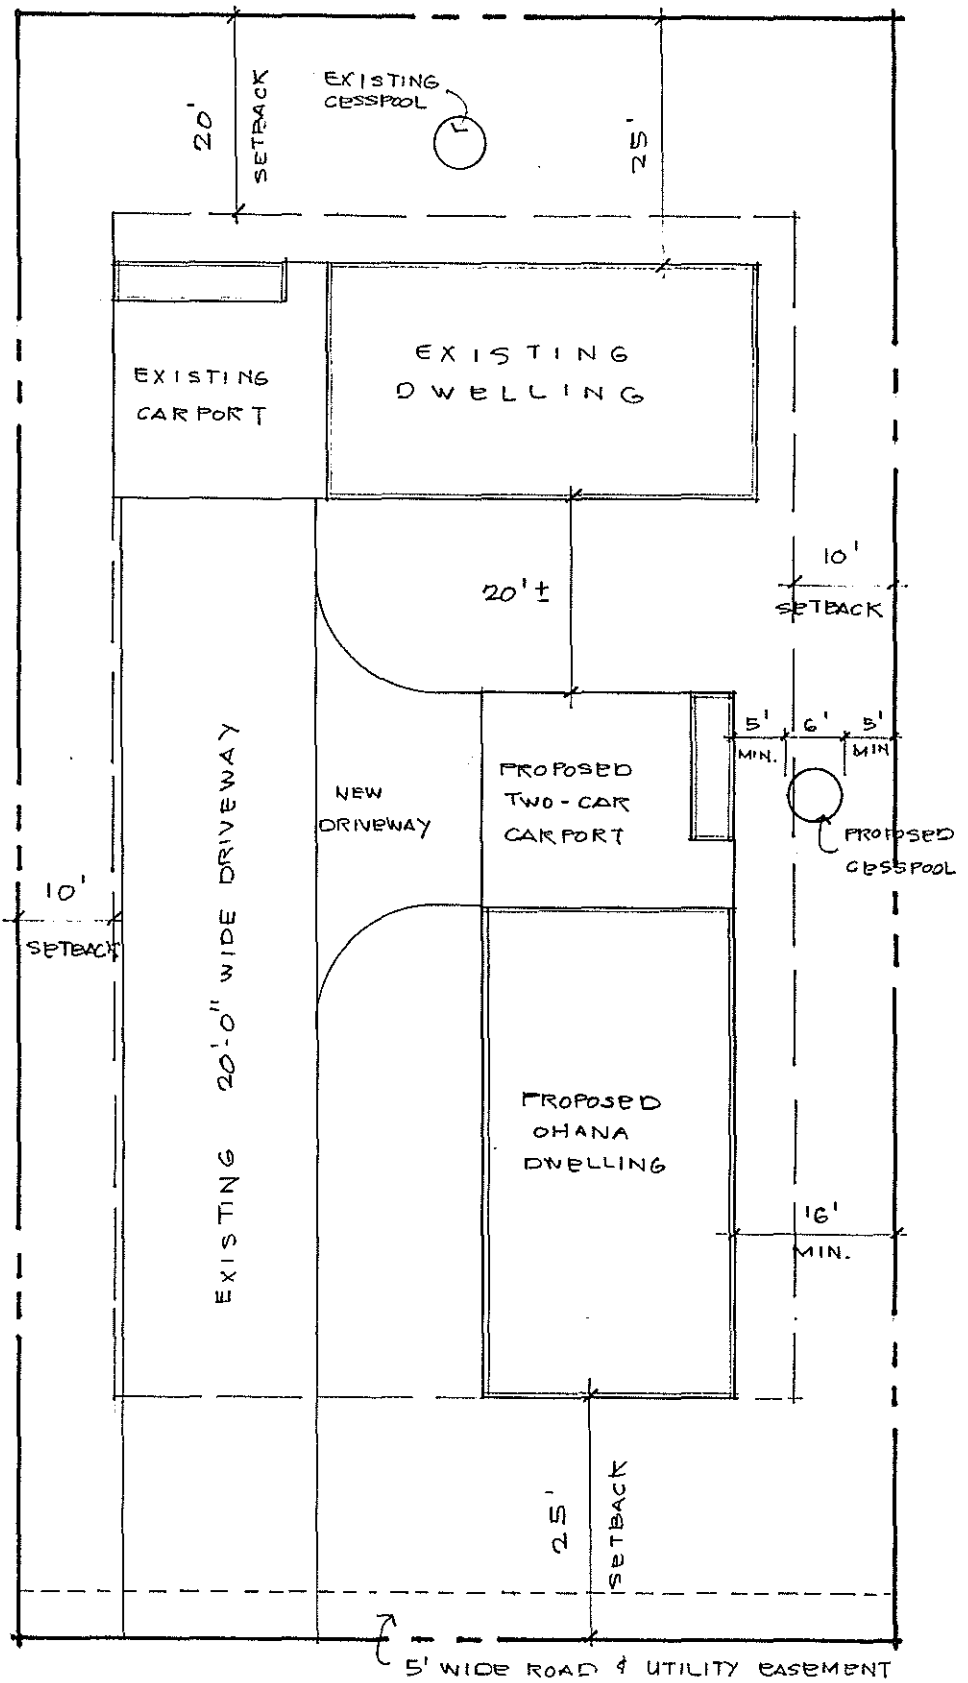 EXISTING
CESSPOOL
20'
SETBACK
25'
EXISTING
DWELLING
EXISTING
CARPORT
10'
SETBACK
20' ±
5'
6'
5'
MIN.
MIN
PROPOSED
TWO-CAR
CARPORT
NEW
DRIVEWAY
PROPOSED
CESSPOOL
10'
SETBACK
EXISTING 20'-0" WIDE DRIVEWAY
PROPOSED
OHANA
DWELLING
16'
MIN.
25'
SETBACK
5' WIDE ROAD & UTILITY EASEMENT